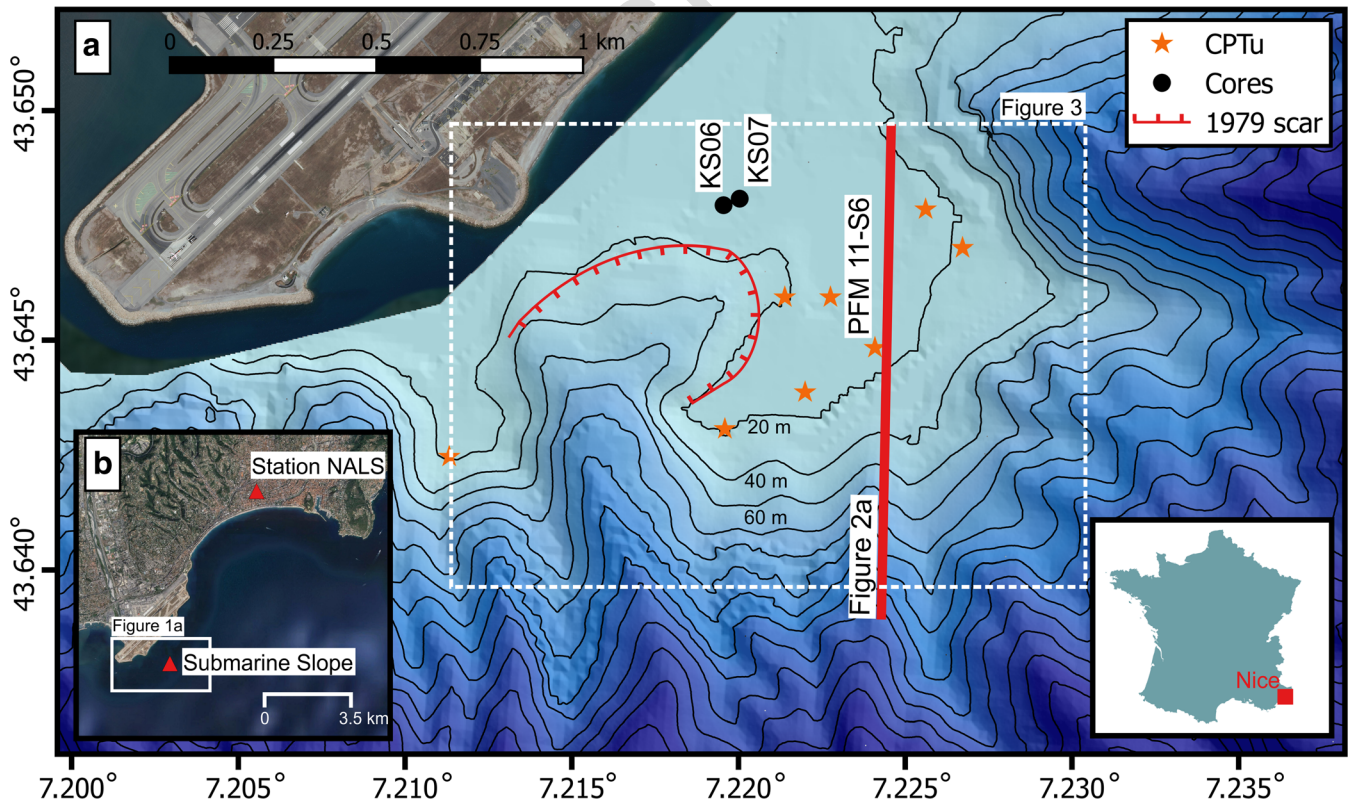 a
0 0.25 0.5 0.75 1 km
CPTu
Cores
1979 scar
Figure 3
KS06
KS07
PFM 11-S6
Figure 2a
20 m
40 m
60 m
b
Station NALS
Figure 1a
Submarine Slope
0 3.5 km
Nice
43.650°
43.645°
43.640°
7.200° 7.205° 7.210° 7.215° 7.220° 7.225° 7.230° 7.235°